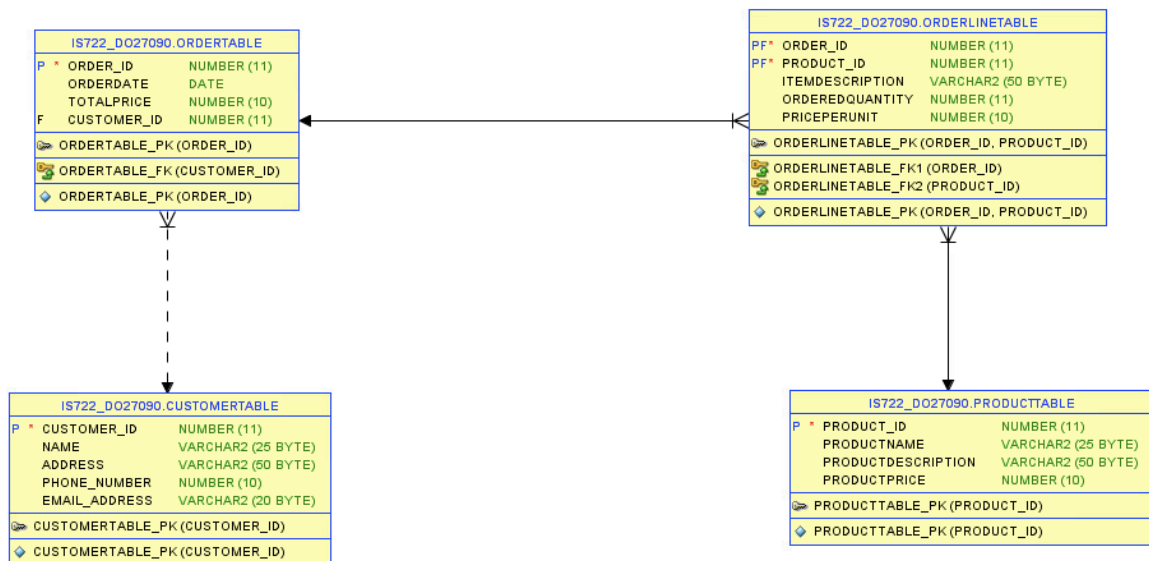 IS722_DO27090.ORDERTABLE
P * ORDER_ID NUMBER (11)
ORDERDATE DATE
TOTALPRICE NUMBER (10)
F CUSTOMER_ID NUMBER (11)
ORDERTABLE_PK (ORDER_ID)
ORDERTABLE_FK (CUSTOMER_ID)
ORDERTABLE_PK (ORDER_ID)
IS722_DO27090.ORDERLINETABLE
PF* ORDER_ID NUMBER (11)
PF* PRODUCT_ID NUMBER (11)
ITEMDESCRIPTION VARCHAR2 (50 BYTE)
ORDEREDQUANTITY NUMBER (11)
PRICEPERUNIT NUMBER (10)
ORDERLINETABLE_PK (ORDER_ID, PRODUCT_ID)
ORDERLINETABLE_FK1 (ORDER_ID)
ORDERLINETABLE_FK2 (PRODUCT_ID)
ORDERLINETABLE_PK (ORDER_ID, PRODUCT_ID)
IS722_DO27090.CUSTOMERTABLE
P * CUSTOMER_ID NUMBER (11)
NAME VARCHAR2 (25 BYTE)
ADDRESS VARCHAR2 (50 BYTE)
PHONE_NUMBER NUMBER (10)
EMAIL_ADDRESS VARCHAR2 (20 BYTE)
CUSTOMERTABLE_PK (CUSTOMER_ID)
CUSTOMERTABLE_PK (CUSTOMER_ID)
IS722_DO27090.PRODUCTTABLE
P * PRODUCT_ID NUMBER (11)
PRODUCTNAME VARCHAR2 (25 BYTE)
PRODUCTDESCRIPTION VARCHAR2 (50 BYTE)
PRODUCTPRICE NUMBER (10)
PRODUCTTABLE_PK (PRODUCT_ID)
PRODUCTTABLE_PK (PRODUCT_ID)